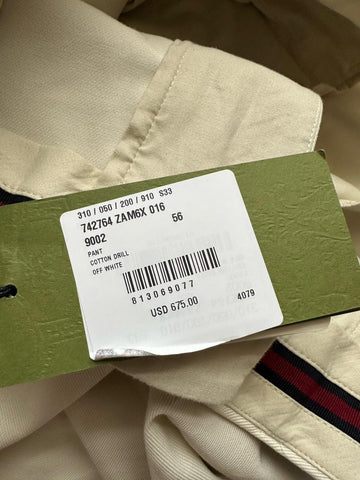 310 / 050 / 200 / 910 S33
742764 ZAM6X 016
9002 56
PANT
COTTON DRILL
OFF WHITE
813069077
USD 675.00 4079